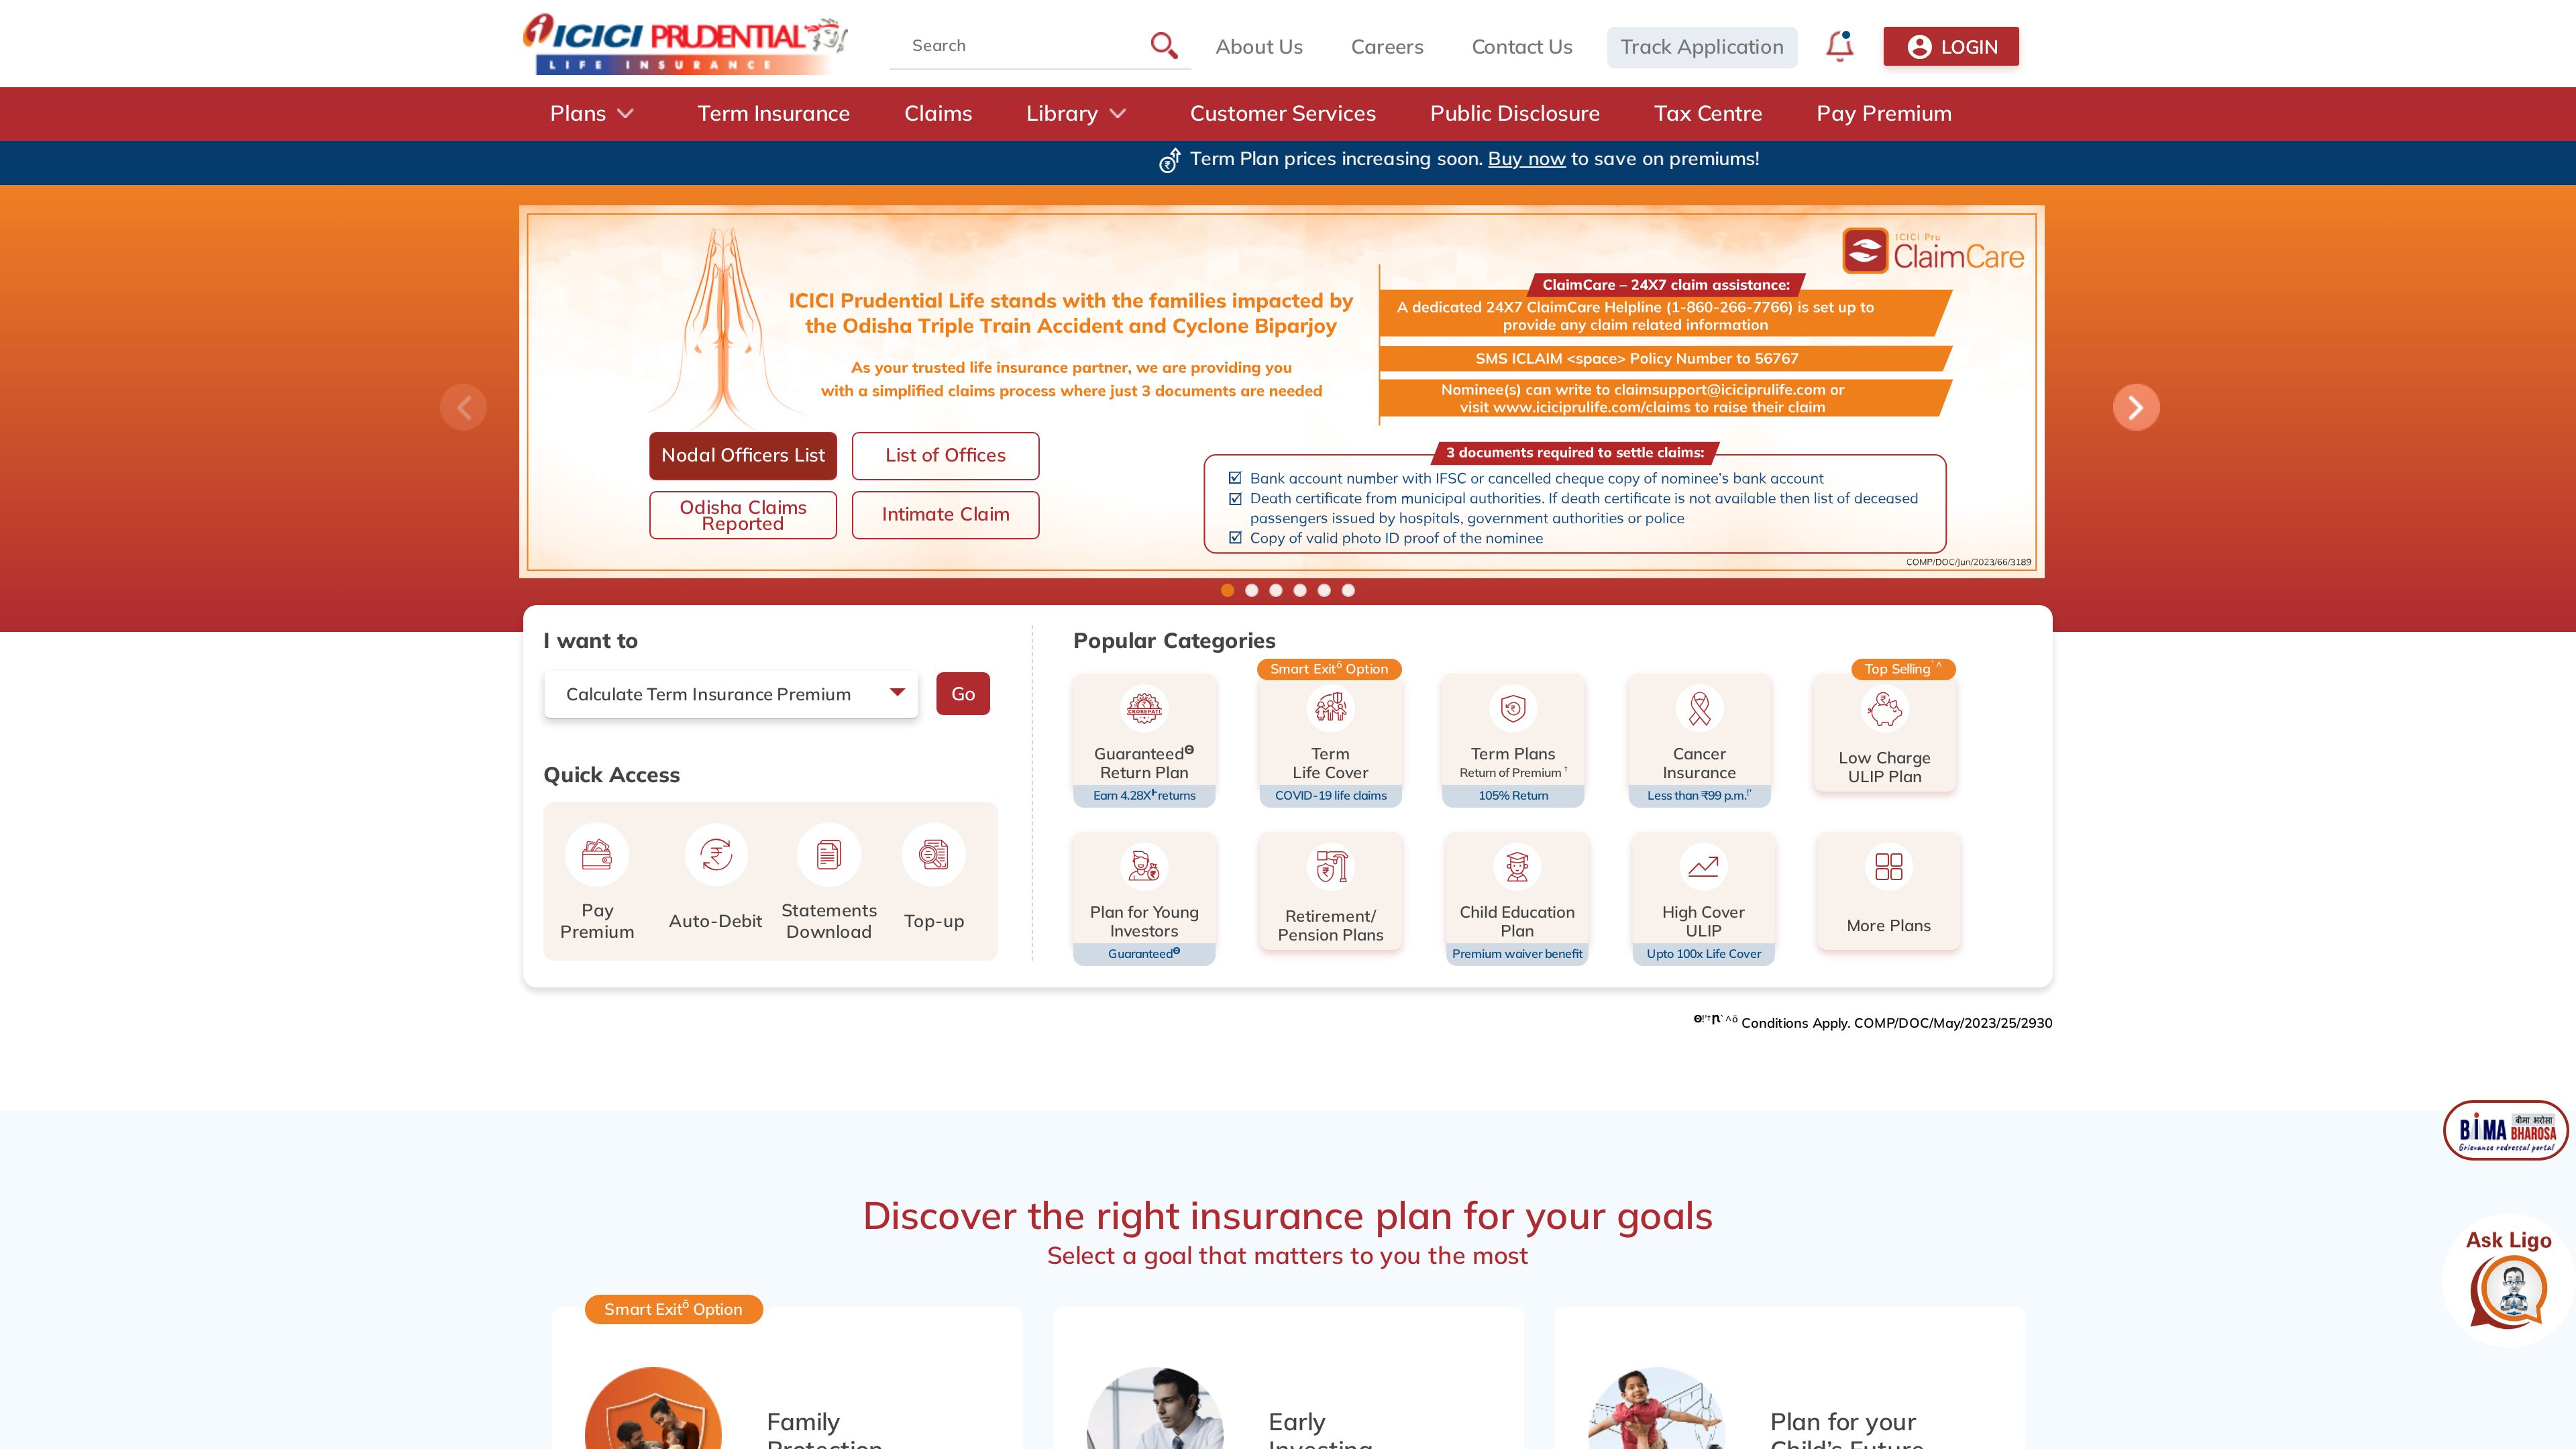 ICICI PRUDENTIAL
LIFE INSURANCE
Search
About Us
Careers
Contact Us
Track Application
LOGIN
Plans
Term Insurance
Claims
Library
Customer Services
Public Disclosure
Tax Centre
Pay Premium
Term Plan prices increasing soon. Buy now to save on premiums!
ICICI Pru
ClaimCare
ICICI Prudential Life stands with the families impacted by
the Odisha Triple Train Accident and Cyclone Biparjoy
As your trusted life insurance partner, we are providing you
with a simplified claims process where just 3 documents are needed
ClaimCare – 24X7 claim assistance:
A dedicated 24X7 ClaimCare Helpline (1-860-266-7766) is set up to
provide any claim related information
SMS ICLAIM <space> Policy Number to 56767
Nominee(s) can write to claimsupport@iciciprulife.com or
visit www.iciciprulife.com/claims to raise their claim
Nodal Officers List
List of Offices
Odisha Claims
Reported
Intimate Claim
3 documents required to settle claims:
Bank account number with IFSC or cancelled cheque copy of nominee's bank account
Death certificate from municipal authorities. If death certificate is not available then list of deceased
passengers issued by hospitals, government authorities or police
Copy of valid photo ID proof of the nominee
COMP/DOC/Jun/2023/66/3189
I want to
Calculate Term Insurance Premium
Go
Quick Access
Pay
Premium
Auto-Debit
Statements
Download
Top-up
Popular Categories
CROREPATI
Guaranteed
Return Plan
Earn 4.28X returns
Smart Exit Option
Term
Life Cover
COVID-19 life claims
Term Plans
Return of Premium †
105% Return
Cancer
Insurance
Less than ₹99 p.m.
Top Selling
Low Charge
ULIP Plan
Plan for Young
Investors
Guaranteed
Retirement/
Pension Plans
Child Education
Plan
Premium waiver benefit
High Cover
ULIP
Upto 100x Life Cover
More Plans
Conditions Apply. COMP/DOC/May/2023/25/2930
BIMA
बीमा भरोसा
BHAROSA
Grievance redressal portal
Discover the right insurance plan for your goals
Select a goal that matters to you the most
Ask Ligo
Smart Exit Option
Family
Protection
Early
Investing
Plan for your
Child's Future